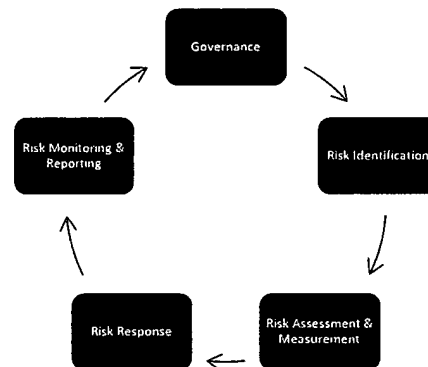 Governance
Risk Identification
Risk Assessment &
Measurement
Risk Response
Risk Monitoring &
Reporting